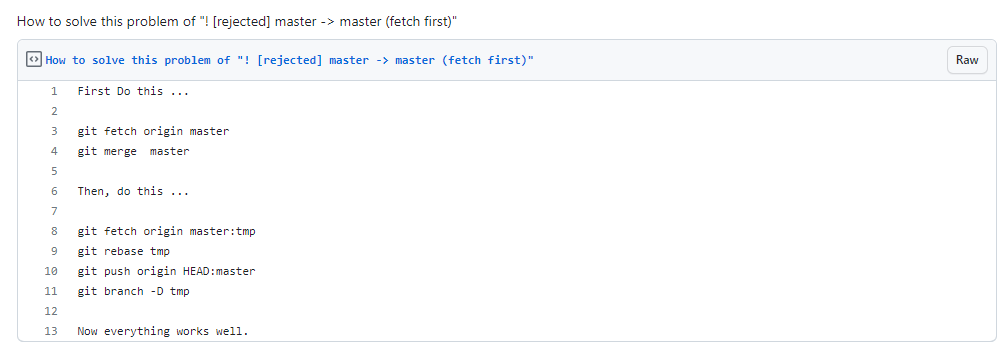 How to solve this problem of "! [rejected] master -> master (fetch first)"
How to solve this problem of "! [rejected] master -> master (fetch first)"
Raw
1 First Do this ...
2
3 git fetch origin master
4 git merge  master
5
6 Then, do this ...
7
8 git fetch origin master:tmp
9 git rebase tmp
10 git push origin HEAD:master
11 git branch -D tmp
12
13 Now everything works well.